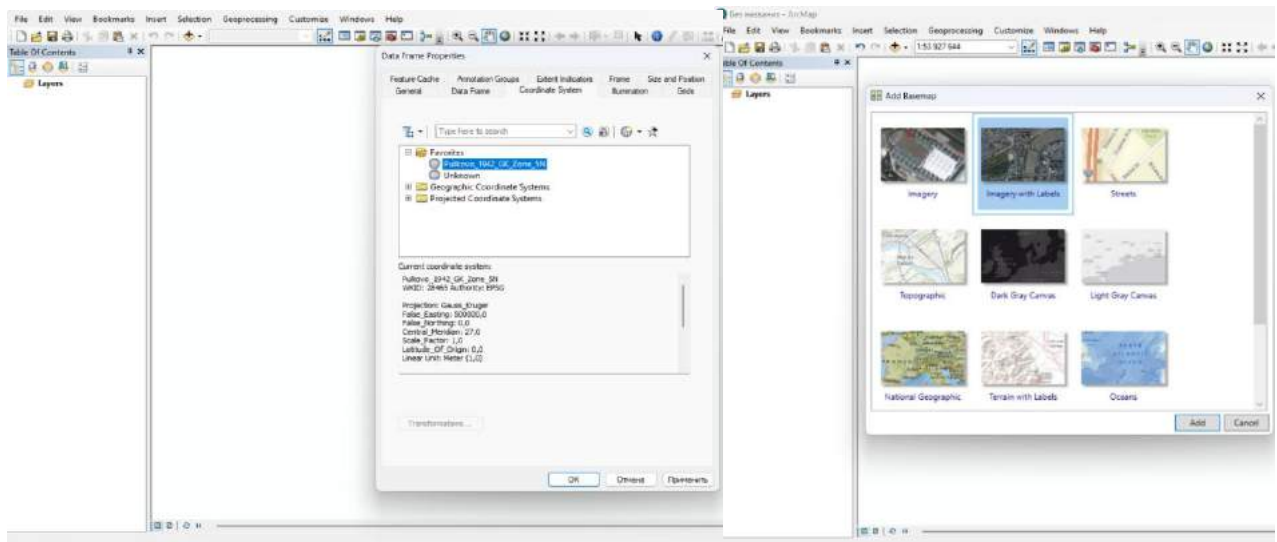 File Edit View Bookmarks Insert Selection Geoprocessing Customize Windows Help
Table Of Contents
Layers
Data Frame Properties
Feature Cache Annotation Groups Extent Indicators Frame Size and Position
General Data Frame Coordinate System Illumination Grids
Type here to search
Favorites
Pulkovo_1942_GK_Zone_5N
Unknown
Geographic Coordinate Systems
Projected Coordinate Systems
Current coordinate system:
Pulkovo_1942_GK_Zone_5N
WKID: 28465 Authority: EPSG
Projection: Gauss_Kruger
False_Easting: 500000,0
False_Northing: 0,0
Central_Meridian: 27,0
Scale_Factor: 1,0
Latitude_Of_Origin: 0,0
Linear Unit: Meter (1,0)
Transformations...
OK Отмена Применить
ArcMap
File Edit View Bookmarks Insert Selection Geoprocessing Customize Windows Help
1:53 927 644
Table Of Contents
Layers
Add Basemap
Imagery Imagery with Labels Streets
Topographic Dark Gray Canvas Light Gray Canvas
National Geographic Terrain with Labels Oceans
Add Cancel